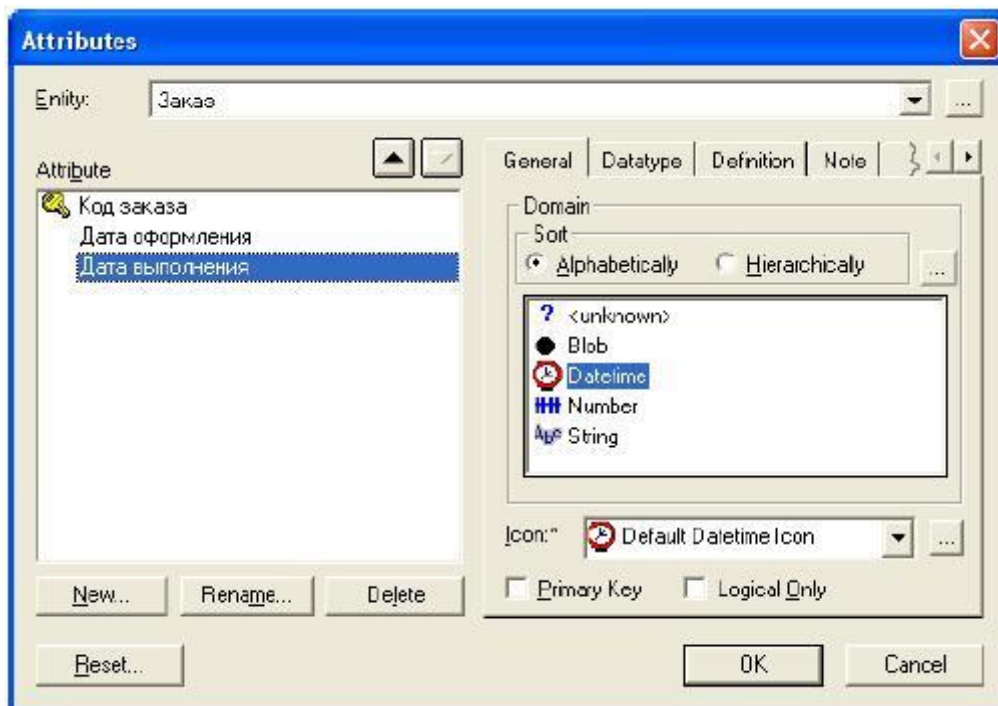 Attributes
Entity: Заказ ...
Attribute
Код заказа
Дата оформления
Дата выполнения
New... Rename... Delete
General Datatype Definition Note
Domain
Sort
Alphabetically Hierarchically ...
? <unknown>
Blob
Datetime
Number
String
Icon:* Default Datetime Icon ...
Primary Key Logical Only
Reset... OK Cancel